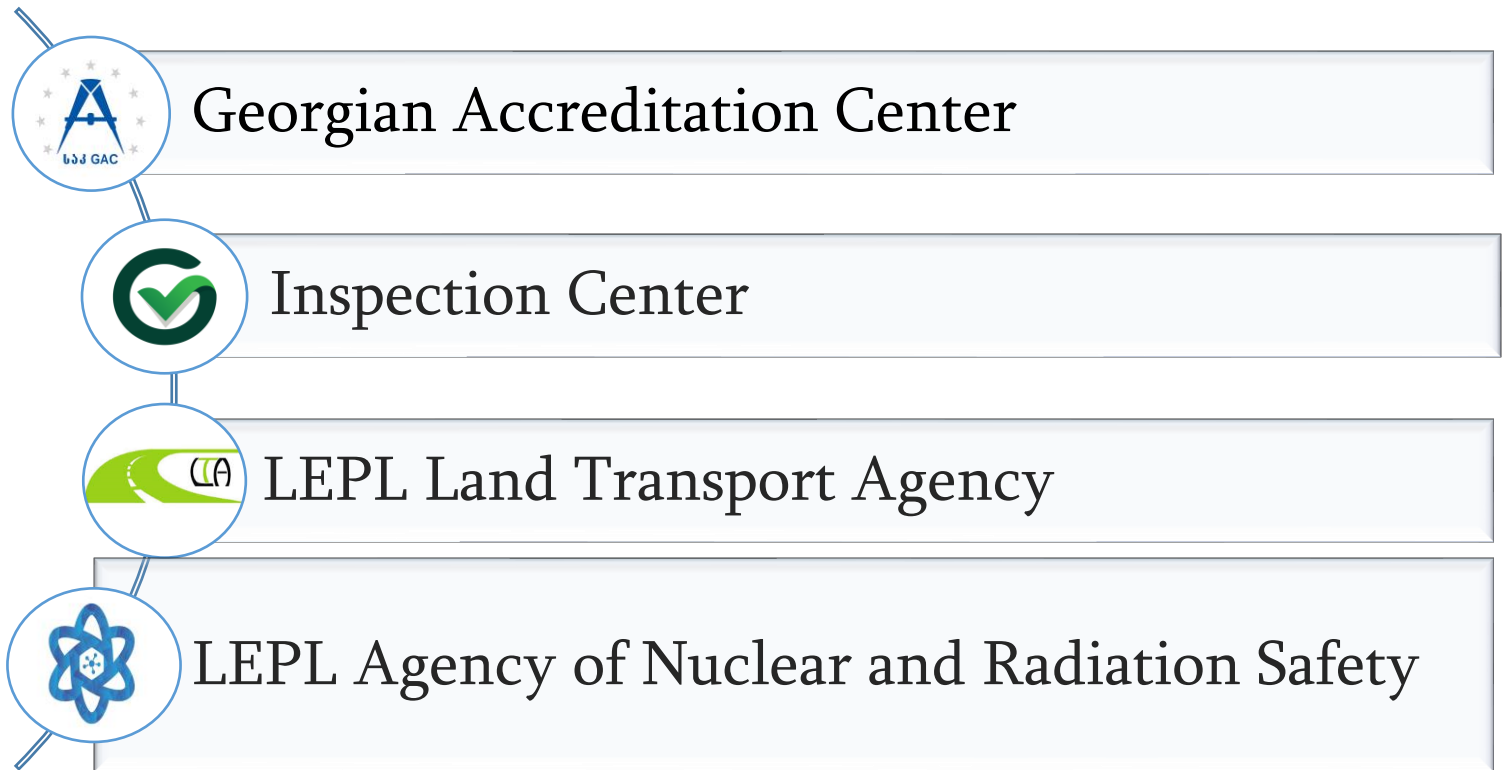 საკ GAC
Georgian Accreditation Center
Inspection Center
LTA
LEPL Land Transport Agency
LEPL Agency of Nuclear and Radiation Safety